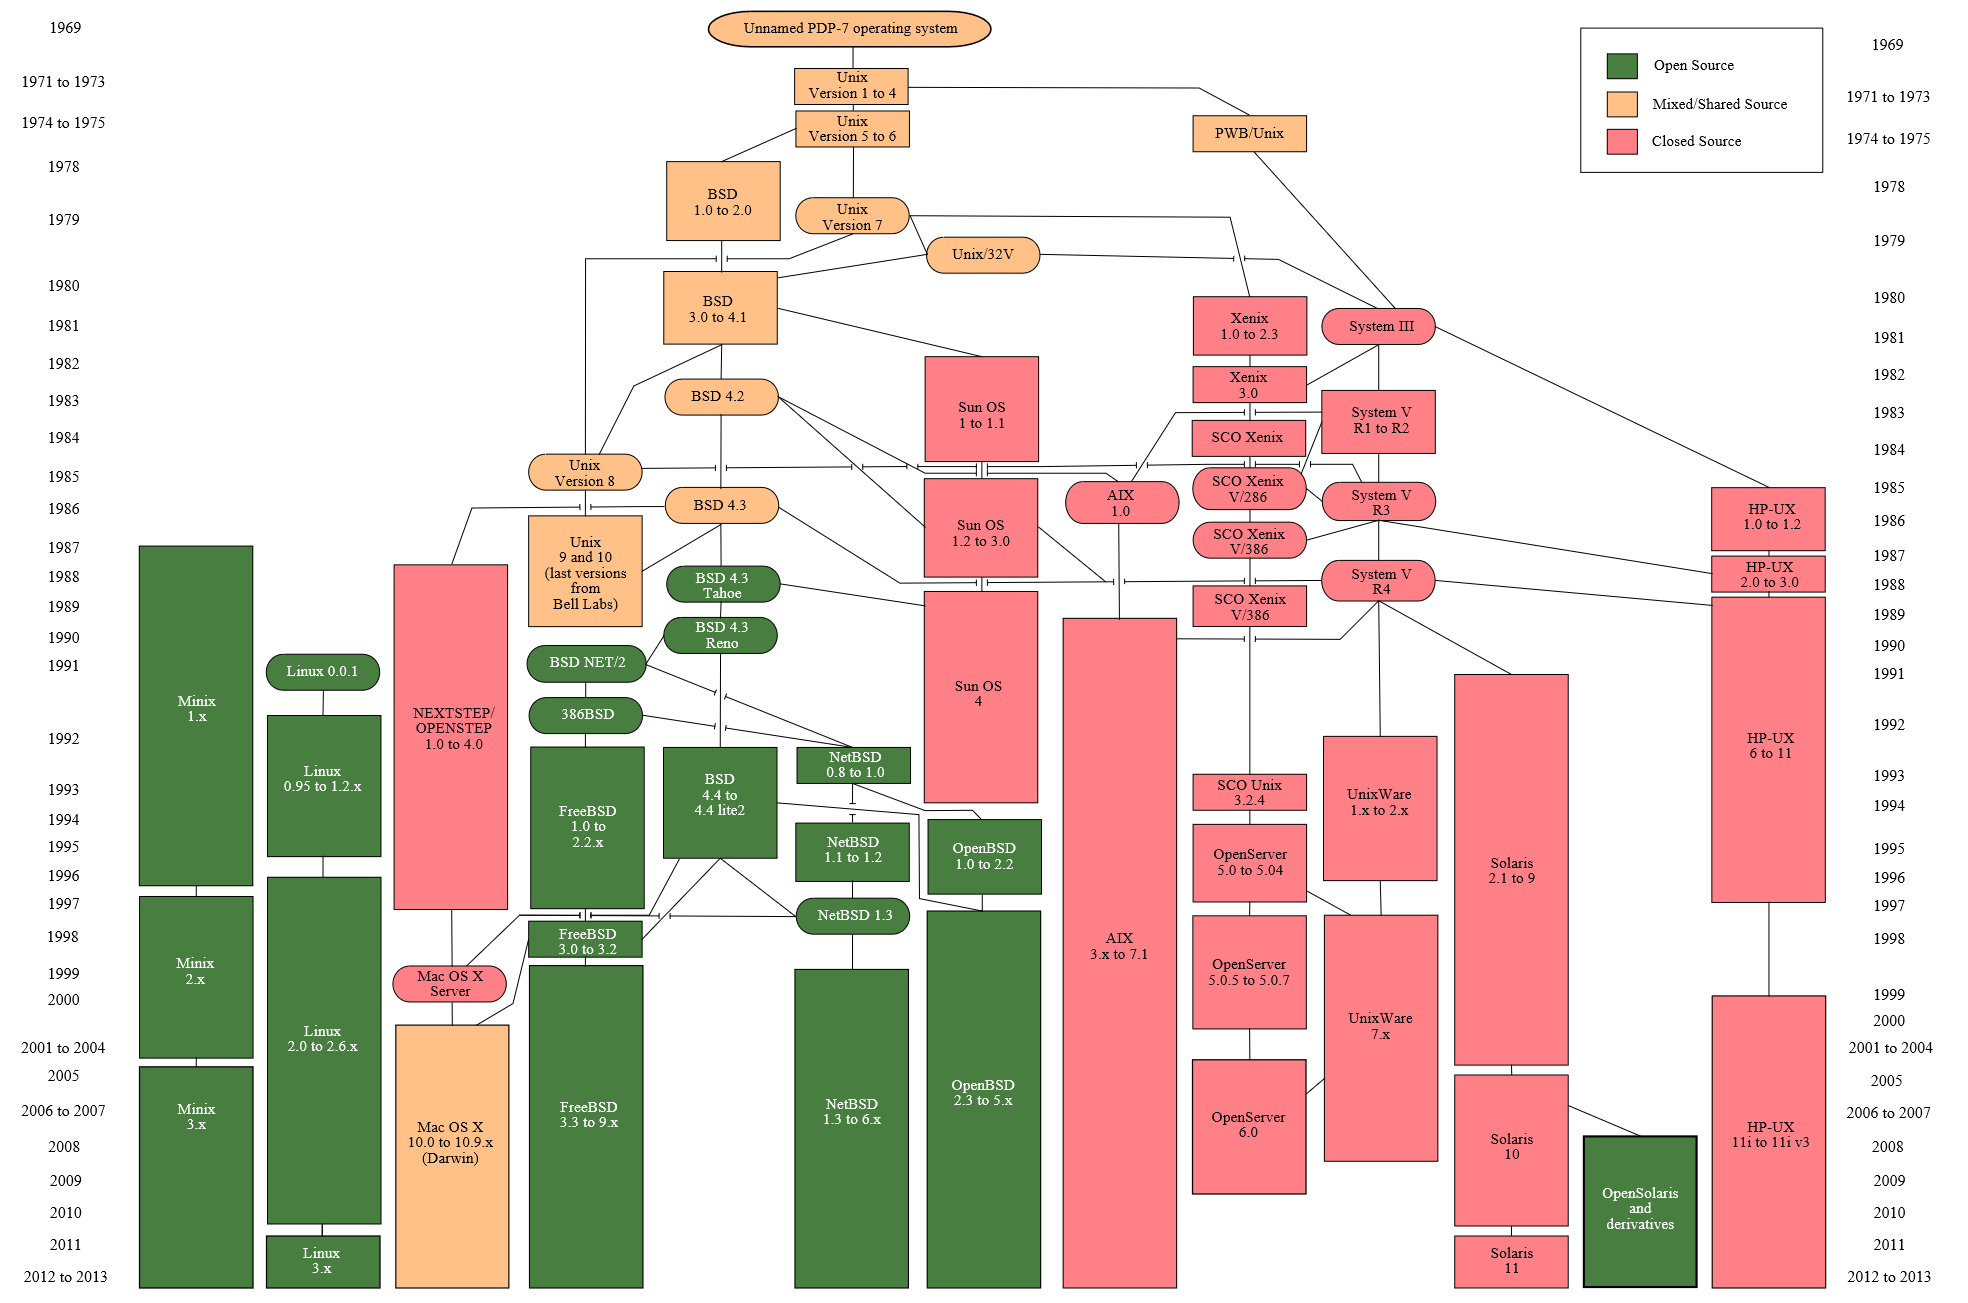 1969
1971 to 1973
1974 to 1975
1978
1979
1980
1981
1982
1983
1984
1985
1986
1987
1988
1989
1990
1991
1992
1993
1994
1995
1996
1997
1998
1999
2000
2001 to 2004
2005
2006 to 2007
2008
2009
2010
2011
2012 to 2013
Unnamed PDP-7 operating system
Unix
Version 1 to 4
Unix
Version 5 to 6
PWB/Unix
BSD
1.0 to 2.0
Unix
Version 7
Unix/32V
BSD
3.0 to 4.1
Xenix
1.0 to 2.3
System III
Sun OS
1 to 1.1
Xenix
3.0
BSD 4.2
System V
R1 to R2
SCO Xenix
Unix
Version 8
SCO Xenix
V/286
AIX
1.0
System V
R3
BSD 4.3
Sun OS
1.2 to 3.0
HP-UX
1.0 to 1.2
Unix
9 and 10
(last versions
from
Bell Labs)
SCO Xenix
V/386
HP-UX
2.0 to 3.0
BSD 4.3
Tahoe
System V
R4
SCO Xenix
V/386
BSD 4.3
Reno
BSD NET/2
Linux 0.0.1
Minix
1.x
NEXTSTEP/
OPENSTEP
1.0 to 4.0
386BSD
Sun OS
4
HP-UX
6 to 11
Linux
0.95 to 1.2.x
FreeBSD
1.0 to
2.2.x
BSD
4.4 to
4.4 lite2
NetBSD
0.8 to 1.0
SCO Unix
3.2.4
UnixWare
1.x to 2.x
NetBSD
1.1 to 1.2
OpenBSD
1.0 to 2.2
OpenServer
5.0 to 5.04
Solaris
2.1 to 9
NetBSD 1.3
FreeBSD
3.0 to 3.2
AIX
3.x to 7.1
Minix
2.x
Mac OS X
Server
OpenServer
5.0.5 to 5.0.7
UnixWare
7.x
Linux
2.0 to 2.6.x
Minix
3.x
Mac OS X
10.0 to 10.9.x
(Darwin)
FreeBSD
3.3 to 9.x
NetBSD
1.3 to 6.x
OpenBSD
2.3 to 5.x
OpenServer
6.0
Solaris
10
HP-UX
11i to 11i v3
OpenSolaris
and
derivatives
Linux
3.x
Solaris
11
Open Source
Mixed/Shared Source
Closed Source
1969
1971 to 1973
1974 to 1975
1978
1979
1980
1981
1982
1983
1984
1985
1986
1987
1988
1989
1990
1991
1992
1993
1994
1995
1996
1997
1998
1999
2000
2001 to 2004
2005
2006 to 2007
2008
2009
2010
2011
2012 to 2013